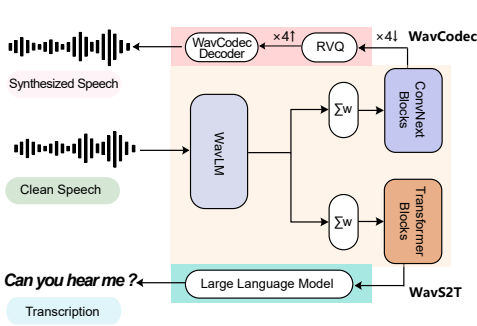 ×4↓ WavCodec
WavCodec
Decoder
×4↑
RVQ
Synthesized Speech
WavLM
∑w
ConvNext
Blocks
Clean Speech
∑w
Transformer
Blocks
Can you hear me ?
Large Language Model
WavS2T
Transcription